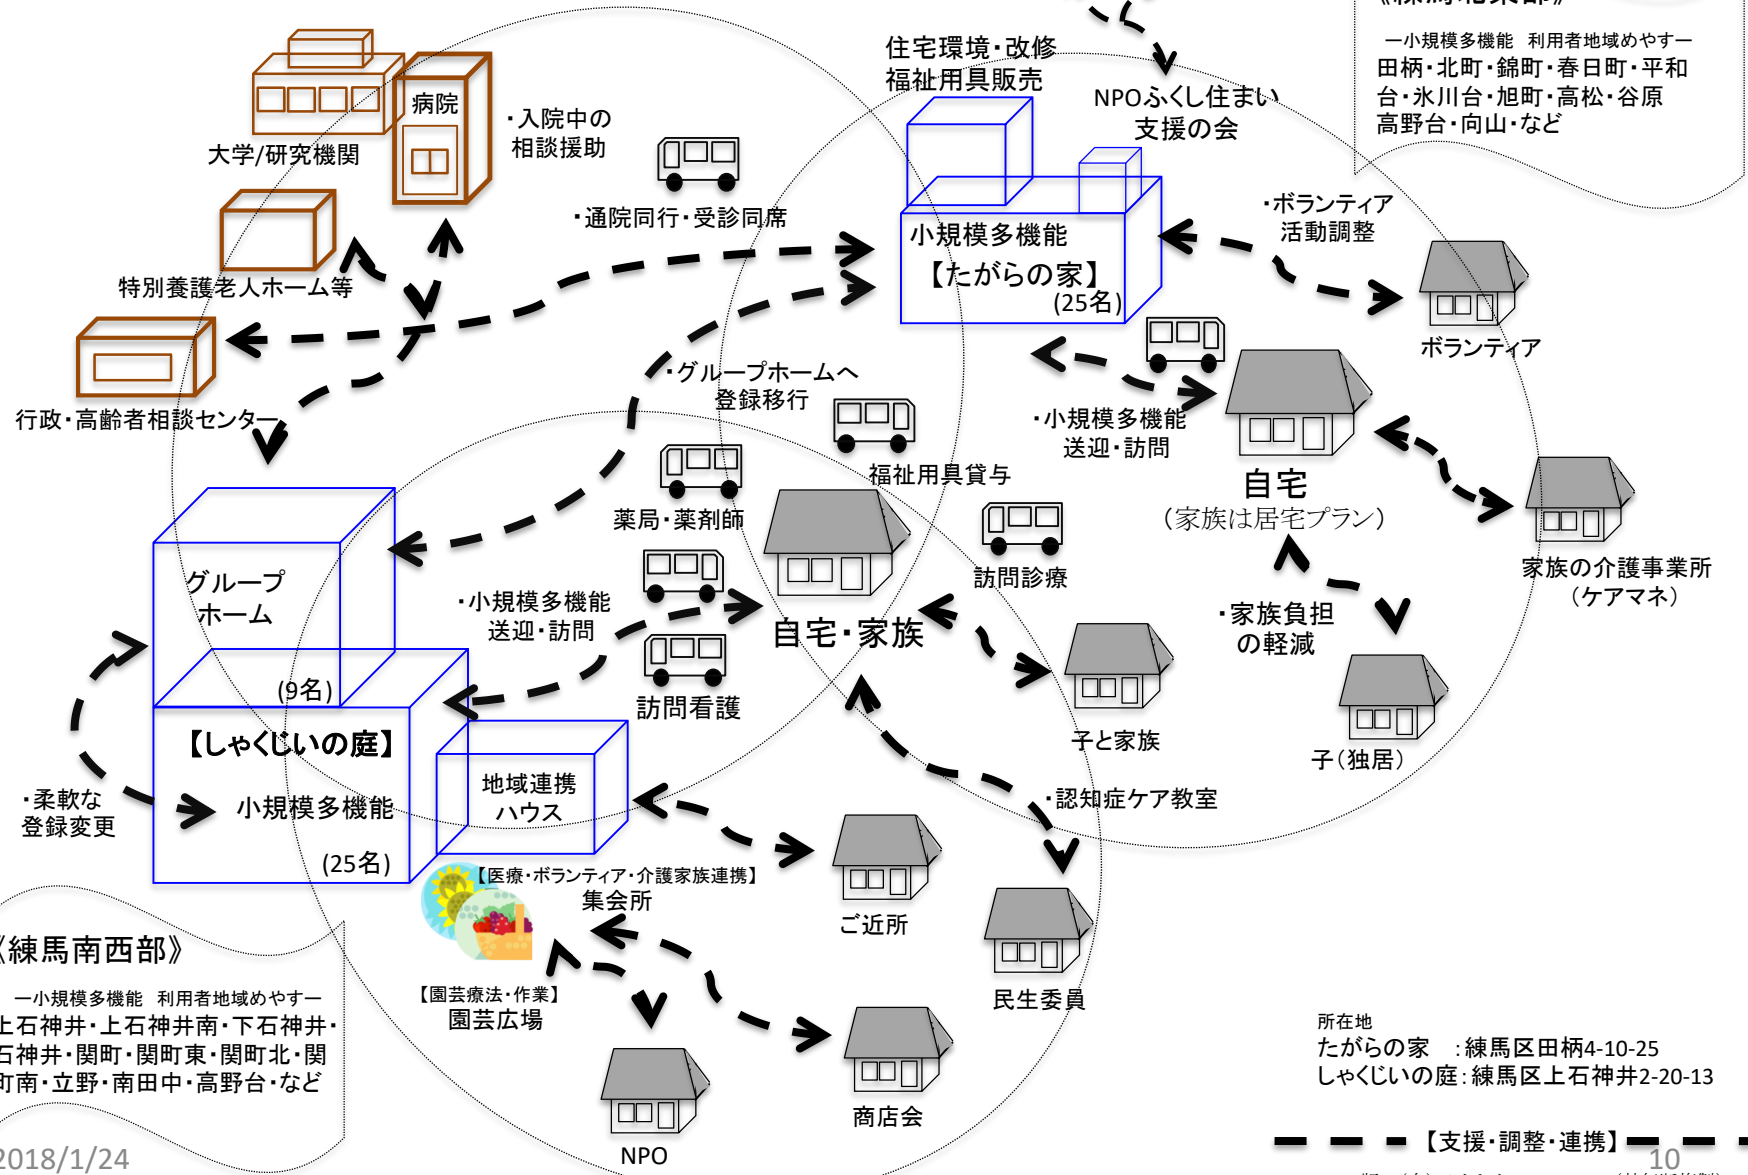 《練馬北東部》
ー小規模多機能 利用者地域めやすー
田柄・北町・錦町・春日町・平和
台・氷川台・旭町・高松・谷原
高野台・向山・など
住宅環境・改修
福祉用具販売
NPOふくし住まい
支援の会
病院
・入院中の
相談援助
大学/研究機関
・通院同行・受診同席
小規模多機能
【たがらの家】
(25名)
・ボランティア
活動調整
ボランティア
特別養護老人ホーム等
行政・高齢者相談センター
・グループホームへ
登録移行
・小規模多機能
送迎・訪問
自宅
（家族は居宅プラン）
福祉用具貸与
薬局・薬剤師
訪問診療
家族の介護事業所
（ケアマネ）
グループ
ホーム
(9名)
・小規模多機能
送迎・訪問
自宅・家族
・家族負担
の軽減
訪問看護
子と家族
子（独居）
【しゃくじいの庭】
小規模多機能
(25名)
地域連携
ハウス
・柔軟な
登録変更
・認知症ケア教室
【医療・ボランティア・介護家族連携】
集会所
ご近所
民生委員
【園芸療法・作業】
園芸広場
NPO
商店会
《練馬南西部》
ー小規模多機能 利用者地域めやすー
上石神井・上石神井南・下石神井・
石神井・関町・関町東・関町北・関
町南・立野・南田中・高野台・など
所在地
たがらの家 ：練馬区田柄4-10-25
しゃくじいの庭：練馬区上石神井2-20-13
【支援・調整・連携】
2018/1/24
10